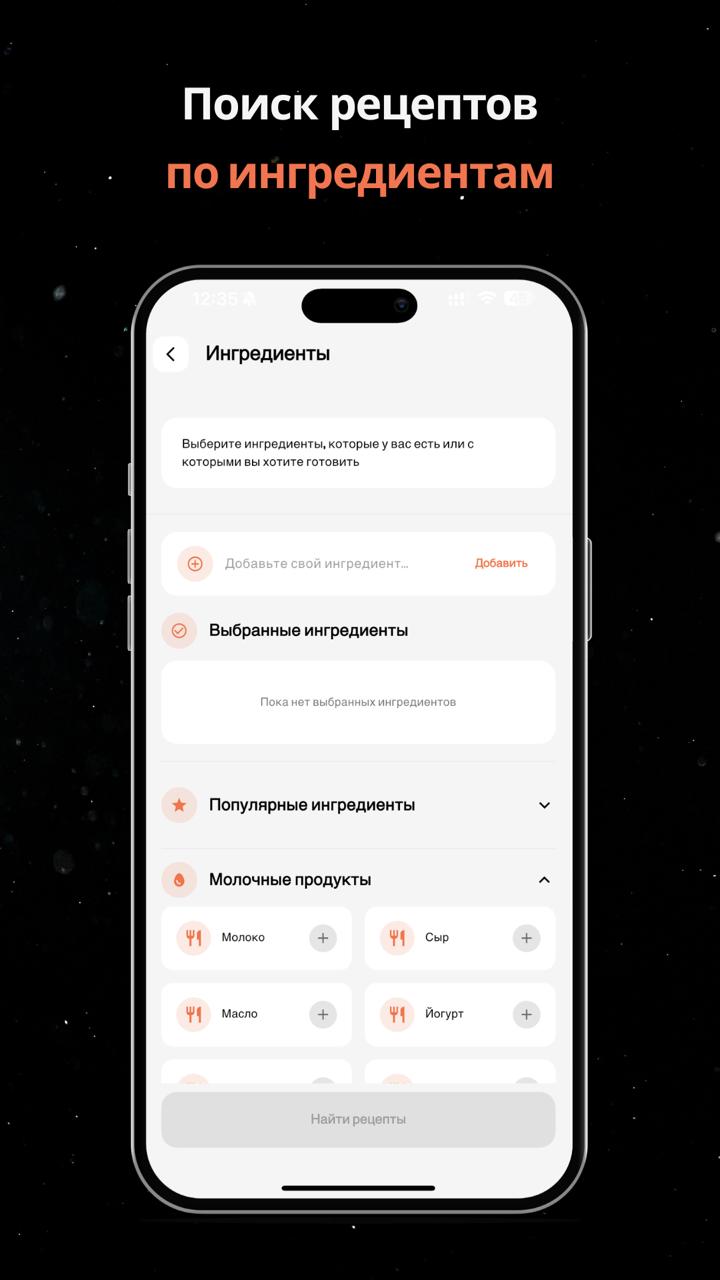 Поиск рецептов
по ингредиентам
12:35
Ингредиенты
Выберите ингредиенты, которые у вас есть или с
которыми вы хотите готовить
Добавьте свой ингредиент...
Добавить
Выбранные ингредиенты
Пока нет выбранных ингредиентов
Популярные ингредиенты
Молочные продукты
Молоко
Сыр
Масло
Йогурт
Найти рецепты